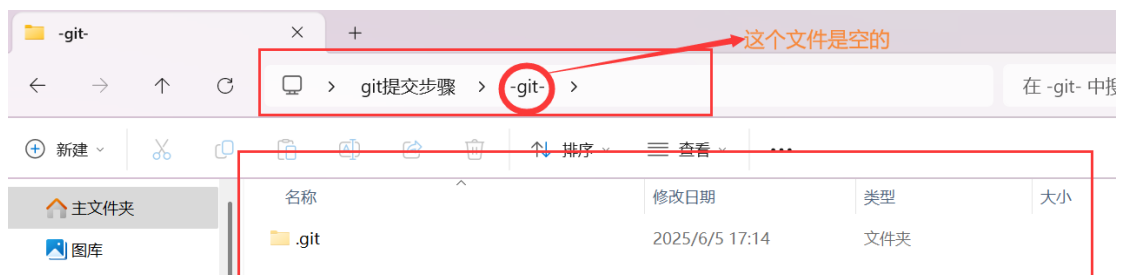 -git-
这个文件是空的
git提交步骤 > -git- >
在 -git- 中搜
新建
排序
查看
名称 修改日期 类型 大小
主文件夹
.git 2025/6/5 17:14 文件夹
图库